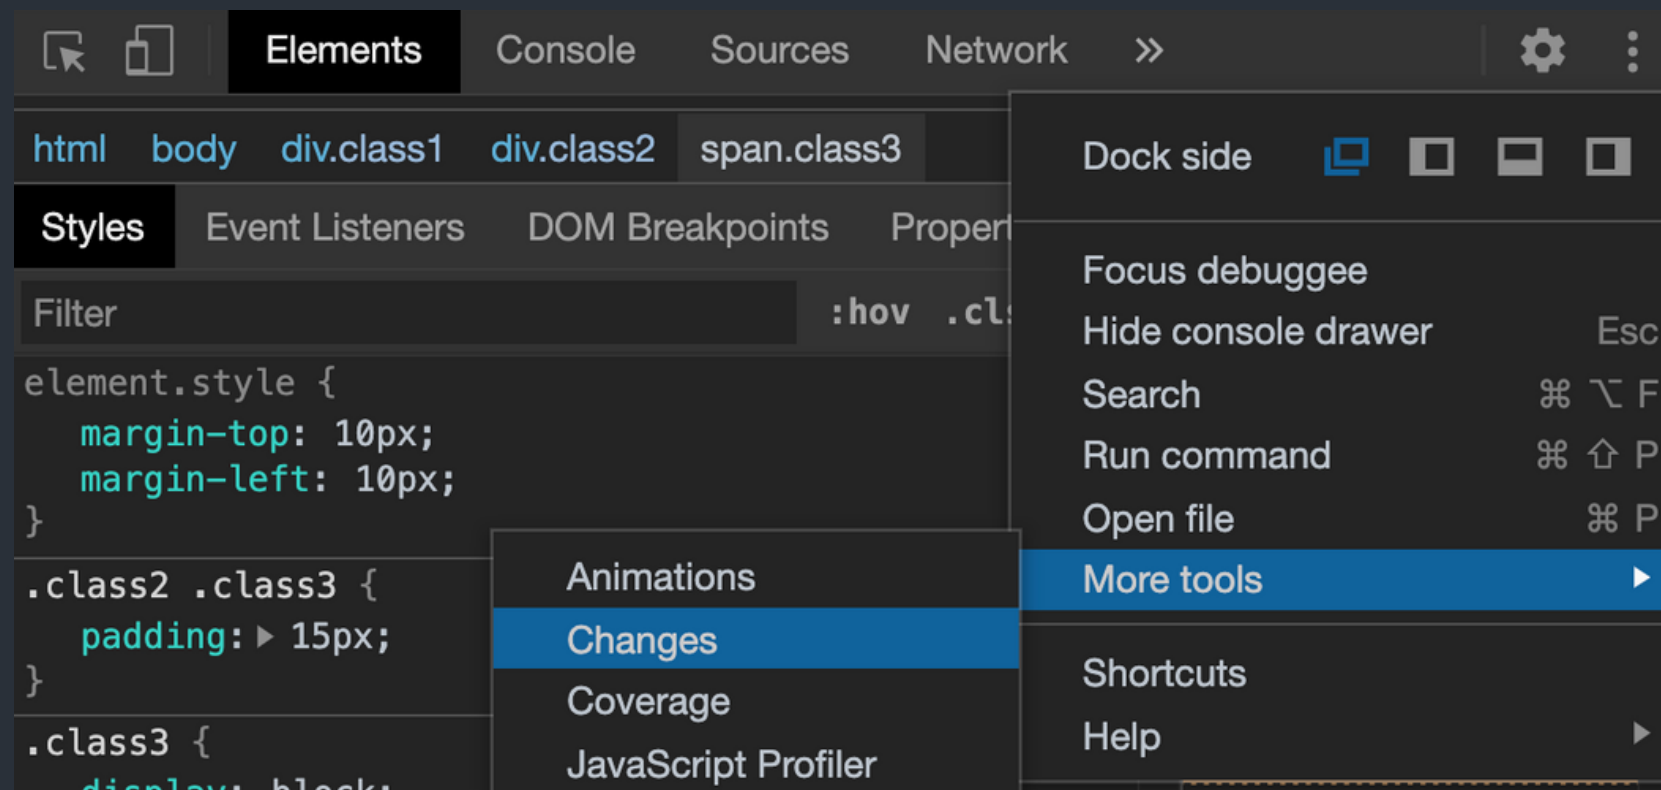 Elements Console Sources Network »
html body div.class1 div.class2 span.class3
Styles Event Listeners DOM Breakpoints
Filter :hov
element.style {
margin-top: 10px;
margin-left: 10px;
}
.class2 .class3 {
padding: 15px;
}
.class3 {
display: block;
Dock side
Focus debuggee
Hide console drawer Esc
Search ⌘ ⌥ F
Run command ⌘ ⇧ P
Open file ⌘ P
More tools
Shortcuts
Help
Animations
Changes
Coverage
JavaScript Profiler